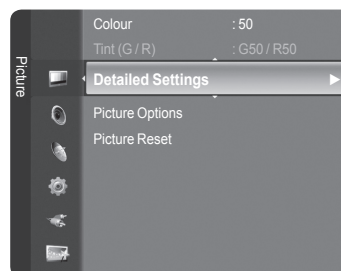 Picture
Colour : 50
Tint (G / R) : G50 / R50
Detailed Settings
Picture Options
Picture Reset